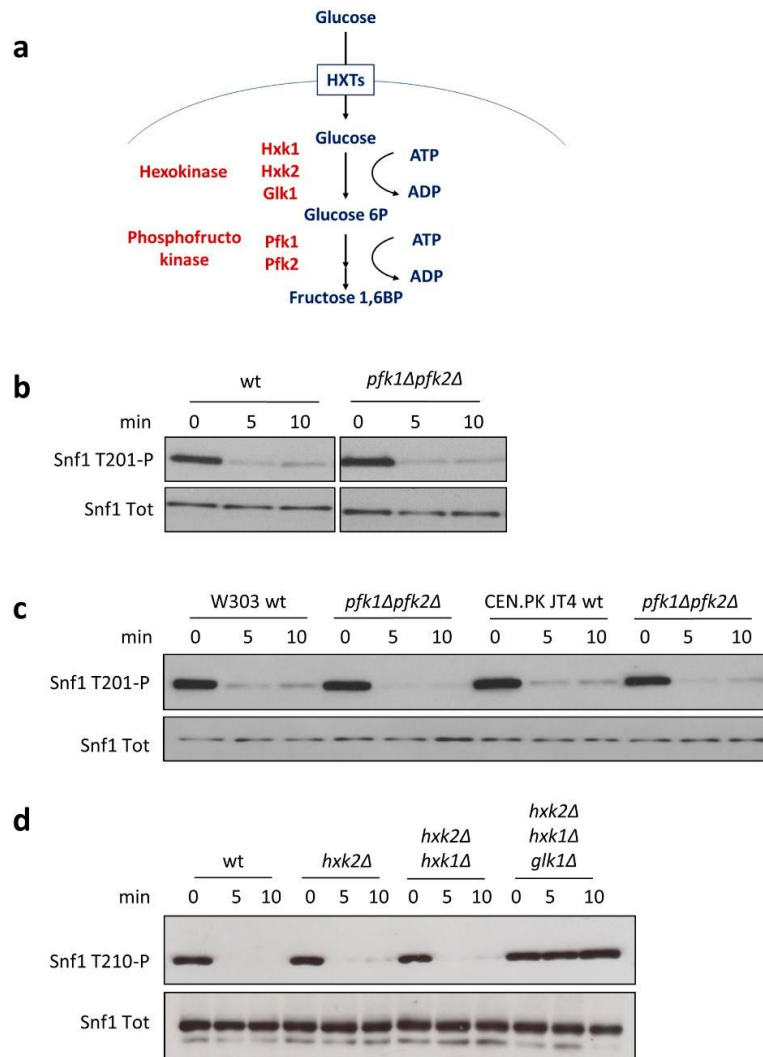 a
Glucose
HXTs
Glucose
Hexokinase
Hxk1
Hxk2
Glk1
ATP
ADP
Glucose 6P
Phosphofructo
kinase
Pfk1
Pfk2
ATP
ADP
Fructose 1,6BP
b
wt pfk1Δpfk2Δ
min 0 5 10 0 5 10
Snf1 T201-P
Snf1 Tot
c
W303 wt pfk1Δpfk2Δ CEN.PK JT4 wt pfk1Δpfk2Δ
min 0 5 10 0 5 10 0 5 10 0 5 10
Snf1 T201-P
Snf1 Tot
d
hxk2Δ
hxk2Δ hxk1Δ
wt hxk2Δ hxk1Δ glk1Δ
min 0 5 10 0 5 10 0 5 10 0 5 10
Snf1 T210-P
Snf1 Tot